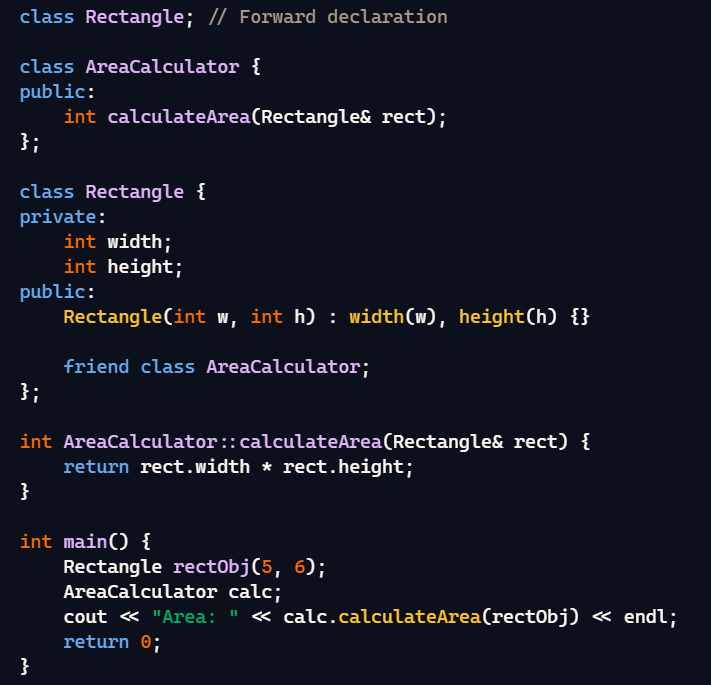 class Rectangle; // Forward declaration
class AreaCalculator {
public:
    int calculateArea(Rectangle& rect);
};
class Rectangle {
private:
    int width;
    int height;
public:
    Rectangle(int w, int h) : width(w), height(h) {}
    friend class AreaCalculator;
};
int AreaCalculator::calculateArea(Rectangle& rect) {
    return rect.width * rect.height;
}
int main() {
    Rectangle rectObj(5, 6);
    AreaCalculator calc;
    cout << "Area: " << calc.calculateArea(rectObj) << endl;
    return 0;
}